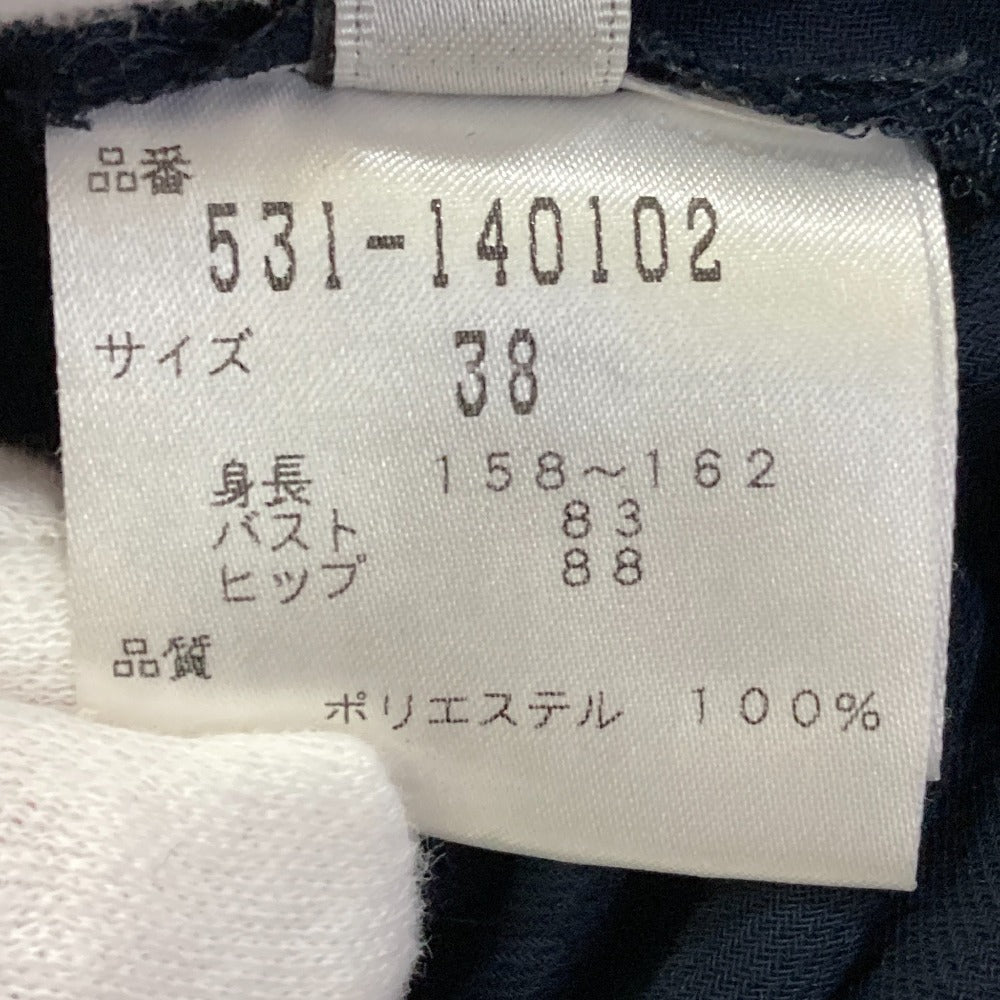 品番
531-140102
サイズ 38
身長 158～162
バスト 83
ヒップ 88
品質
ポリエステル 100%